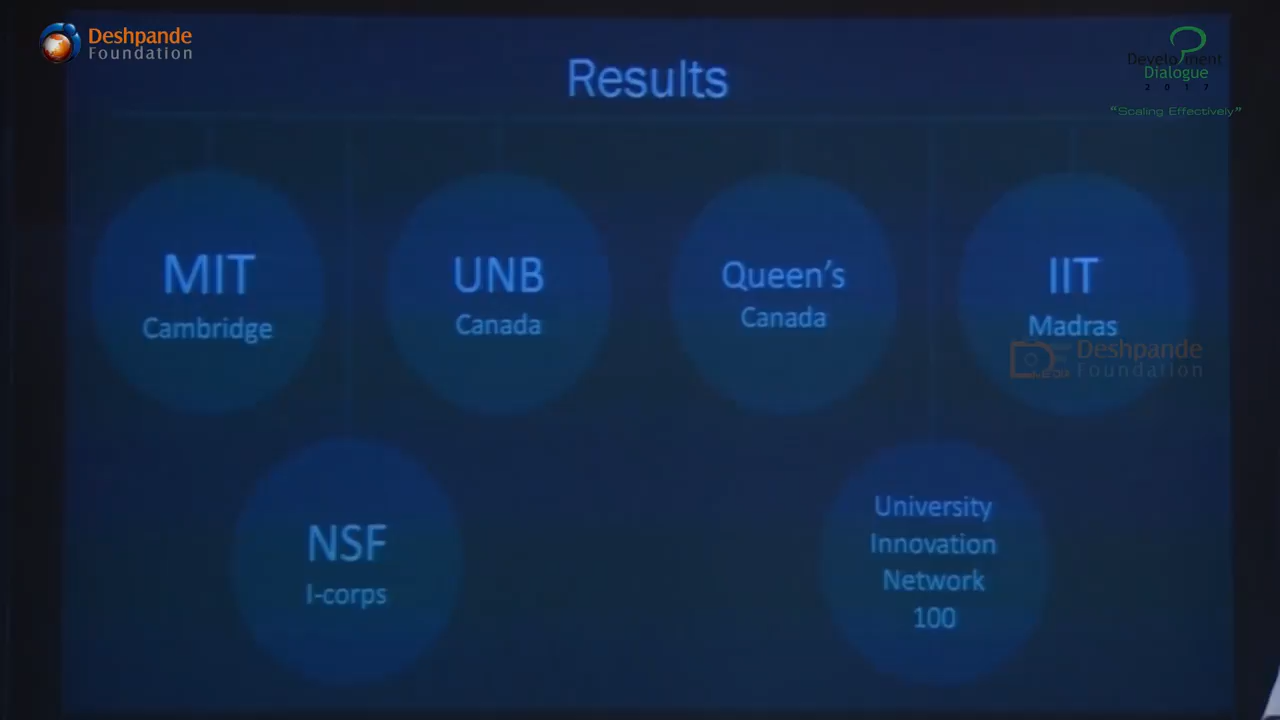 Deshpande
Foundation
Results
Development
Dialogue
2017
"Scaling Effectively"
MIT
Cambridge
UNB
Canada
Queen's
Canada
IIT
Madras
Deshpande
Foundation
NSF
I-corps
University
Innovation
Network
100